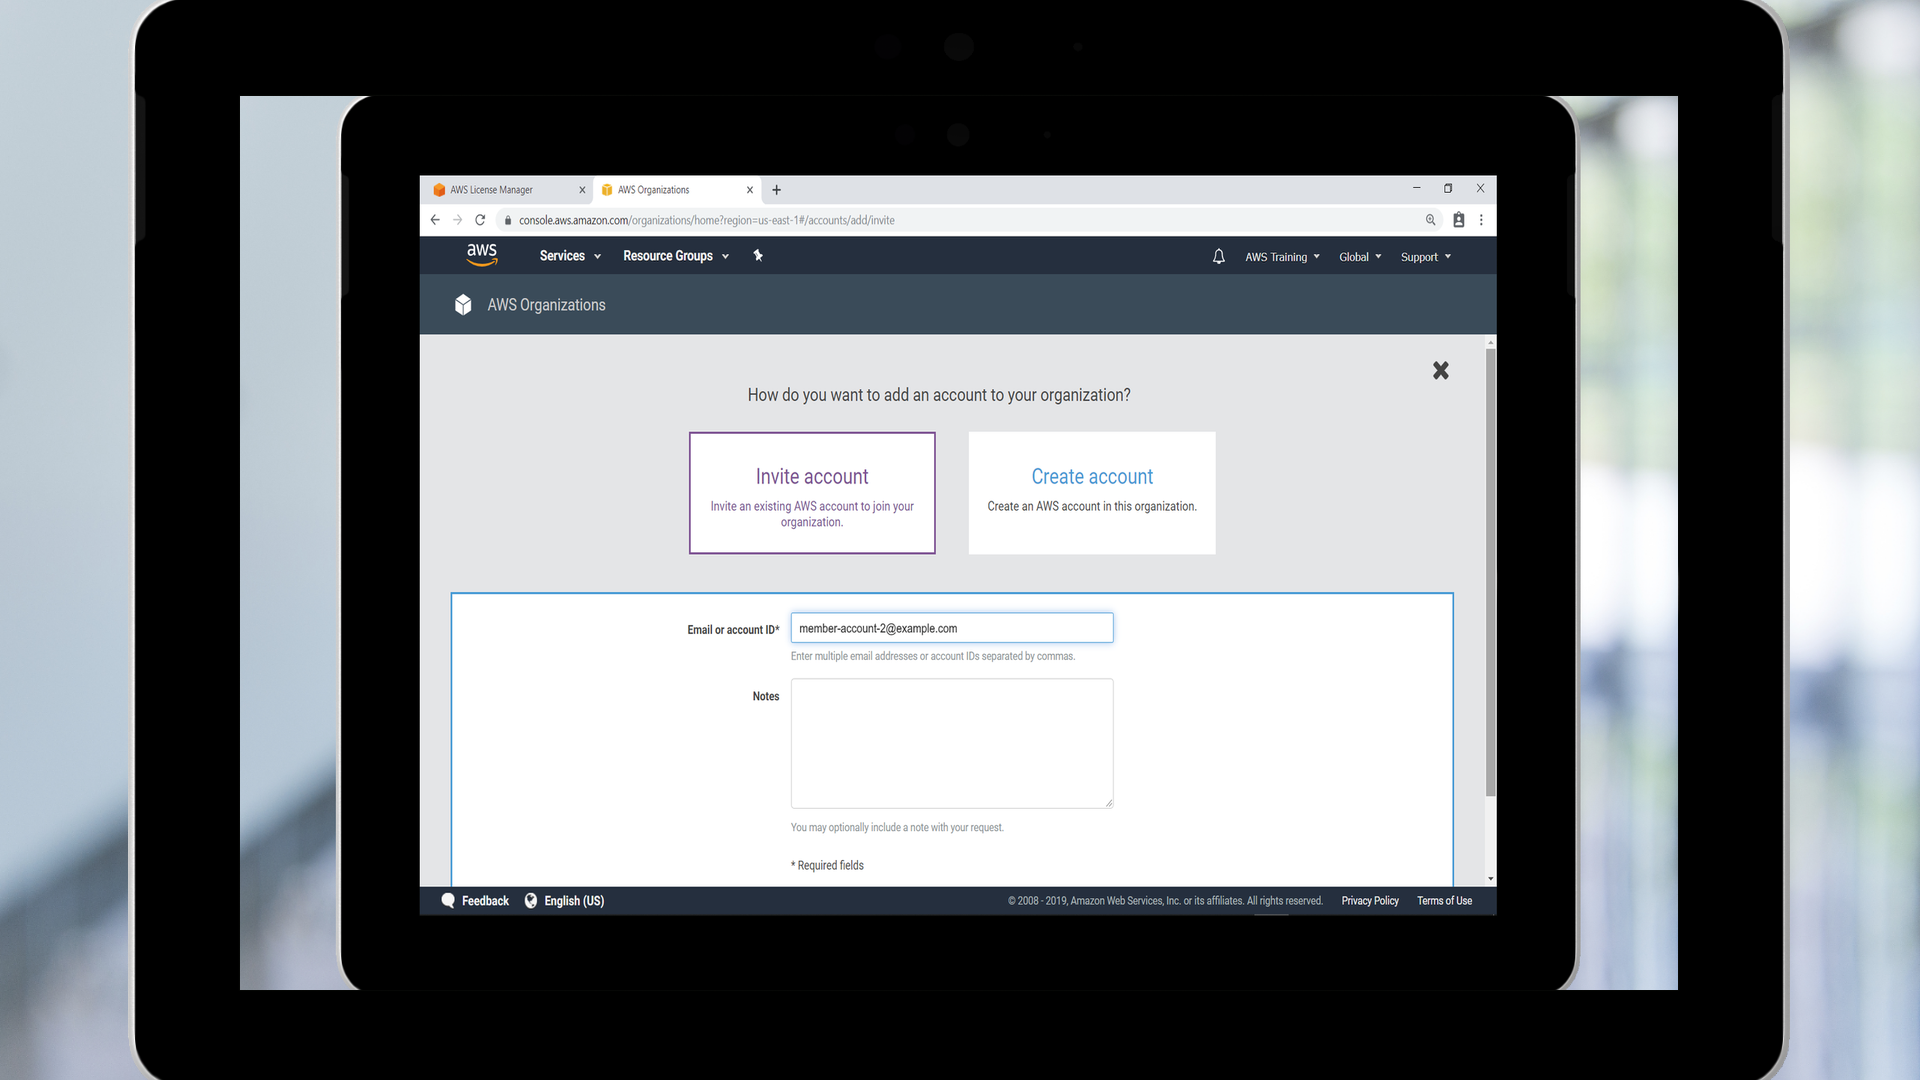 AWS License Manager
AWS Organizations
console.aws.amazon.com/organizations/home?region=us-east-1#/accounts/add/invite
aws
Services
Resource Groups
AWS Training
Global
Support
AWS Organizations
How do you want to add an account to your organization?
Invite account
Invite an existing AWS account to join your
organization.
Create account
Create an AWS account in this organization.
Email or account ID*
member-account-2@example.com
Enter multiple email addresses or account IDs separated by commas.
Notes
You may optionally include a note with your request.
* Required fields
Feedback
English (US)
© 2008 - 2019, Amazon Web Services, Inc. or its affiliates. All rights reserved.
Privacy Policy
Terms of Use